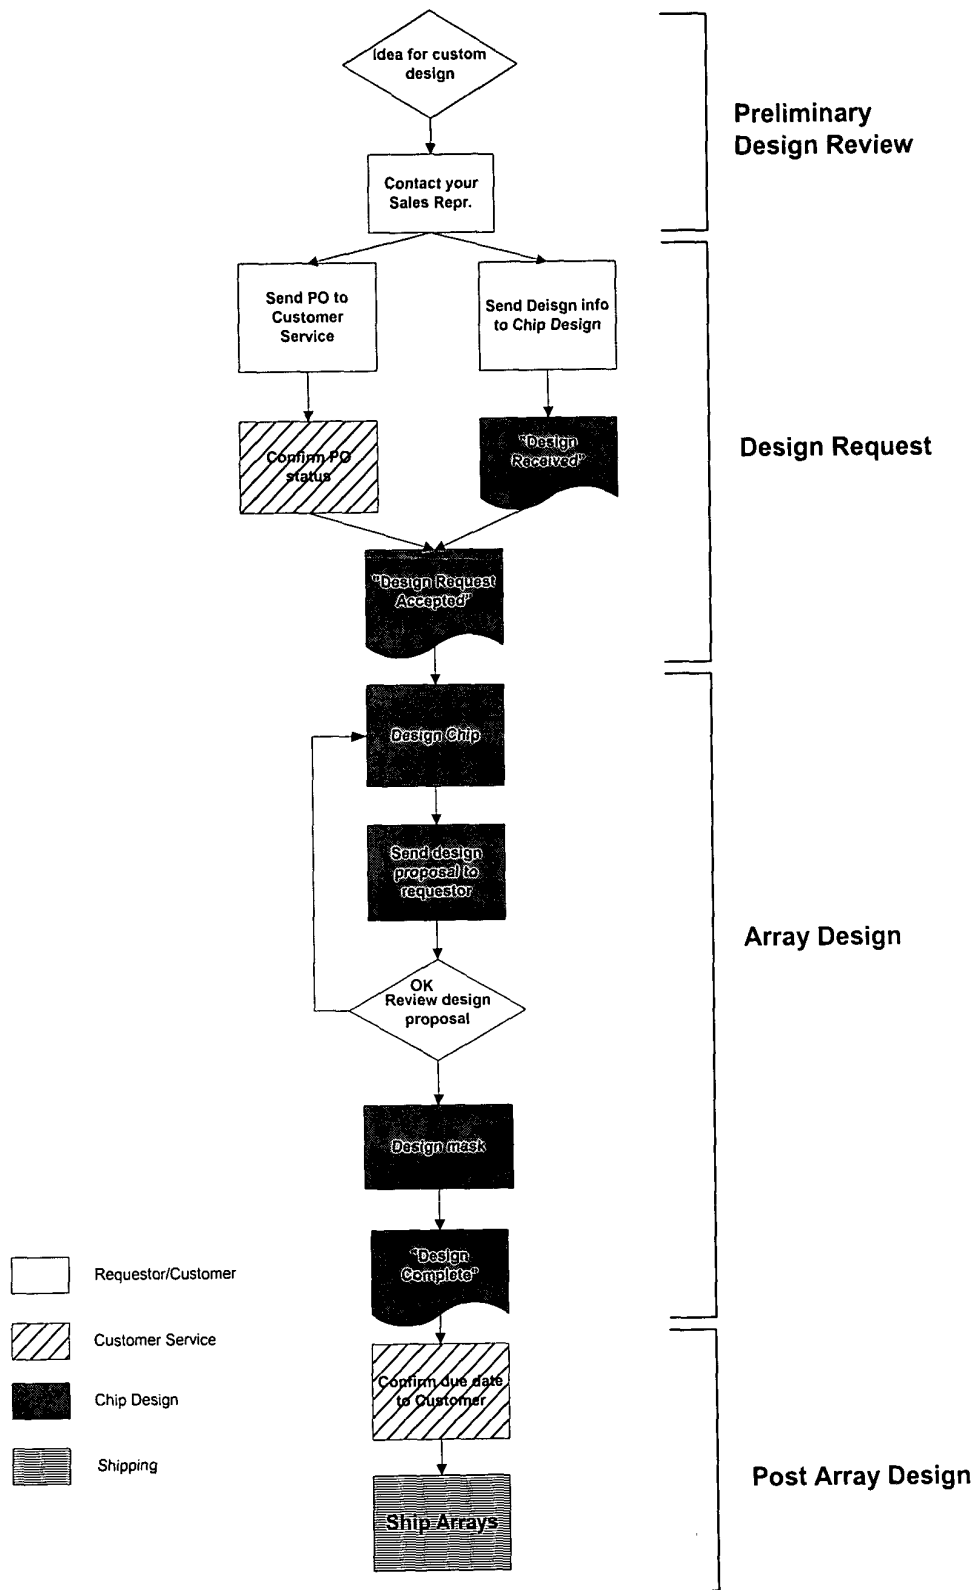 Idea for custom
design
Preliminary
Design Review
Contact your
Sales Repr.
Send PO to
Customer
Service
Send Deisgn info
to Chip Design
Design Request
Confirm PO
status
"Design
Received"
"Design Request
Accepted"
Design Chip
Send design
proposal to
requestor
Array Design
OK
Review design
proposal
Design mask
"Design
Complete"
Requestor/Customer
Customer Service
Chip Design
Shipping
Confirm due date
to Customer
Post Array Design
Ship Arrays